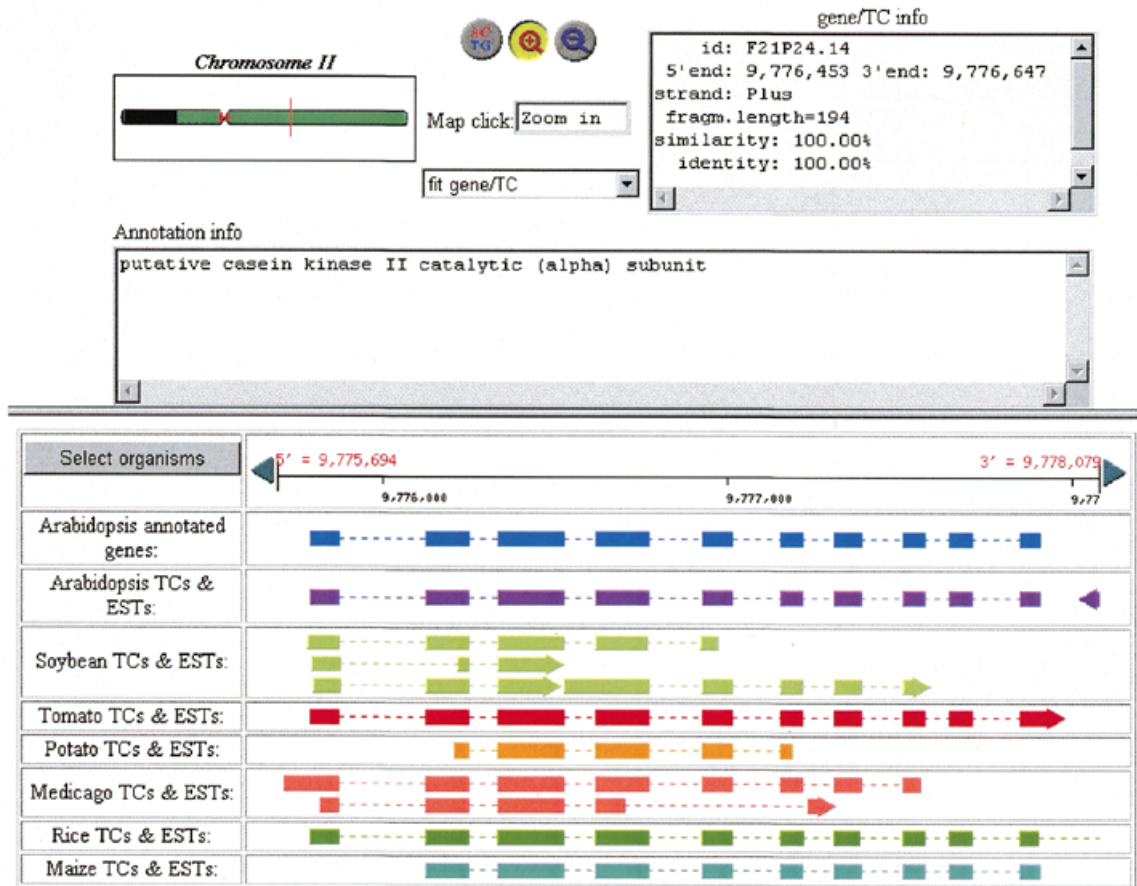 gene/TC info
AC
TG
id: F21P24.14
5'end: 9,776,453 3'end: 9,776,647
strand: Plus
fragm.length=194
similarity: 100.00%
identity: 100.00%
Chromosome II
Map click: Zoom in
fit gene/TC
Annotation info
putative casein kinase II catalytic (alpha) subunit
Select organisms
5' = 9,775,694
3' = 9,778,079
9,776,000
9,777,000
9,77
Arabidopsis annotated
genes:
Arabidopsis TCs &
ESTs:
Soybean TCs & ESTs:
Tomato TCs & ESTs:
Potato TCs & ESTs:
Medicago TCs & ESTs:
Rice TCs & ESTs:
Maize TCs & ESTs: